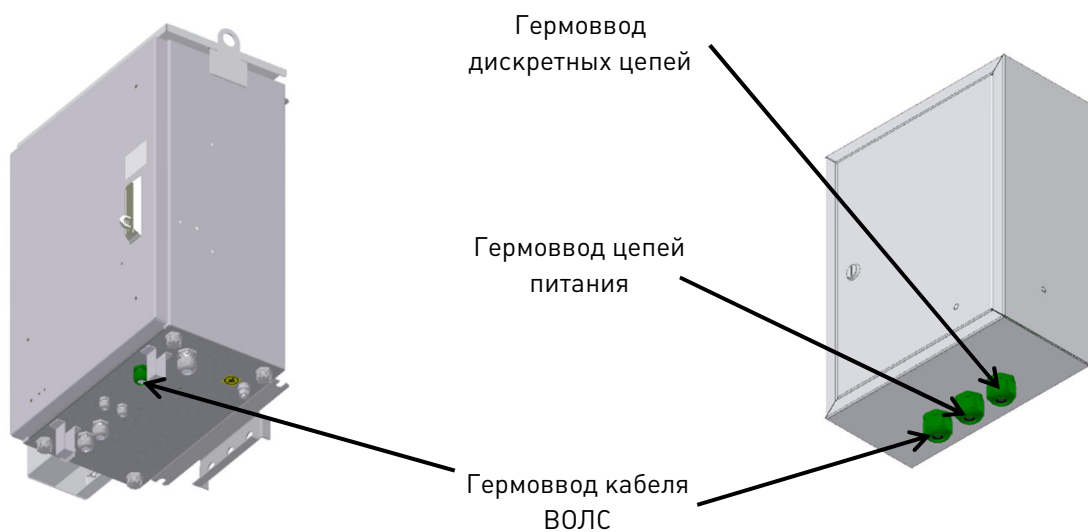 Гермоввод
дискретных цепей
Гермоввод цепей
питания
Гермоввод кабеля
ВОЛС